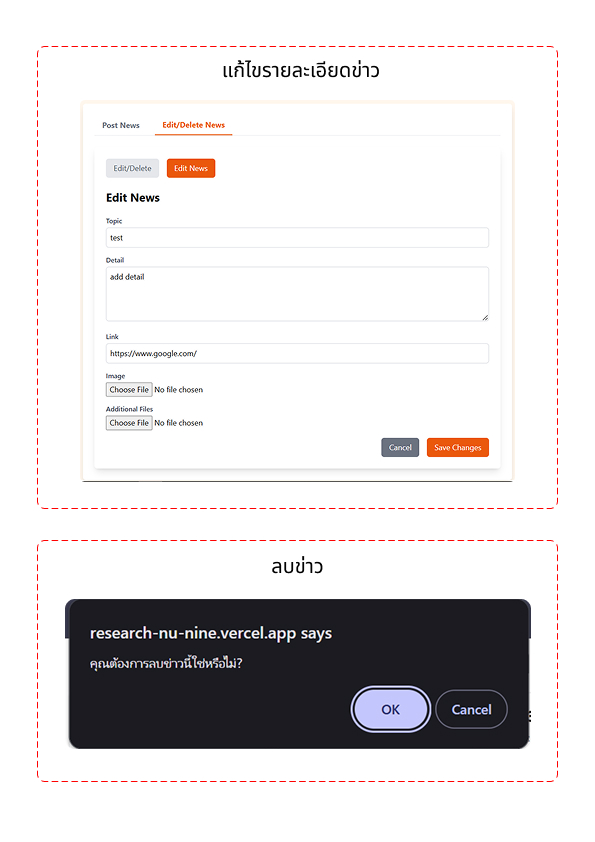 แก้ไขรายละเอียดข่าว
Post News Edit/Delete News
Edit/Delete Edit News
Edit News
Topic
test
Detail
add detail
Link
https://www.google.com/
Image
Choose File No file chosen
Additional Files
Choose File No file chosen
Cancel Save Changes
ลบข่าว
research-nu-nine.vercel.app says
คุณต้องการลบข่าวนี้ใช่หรือไม่?
OK Cancel